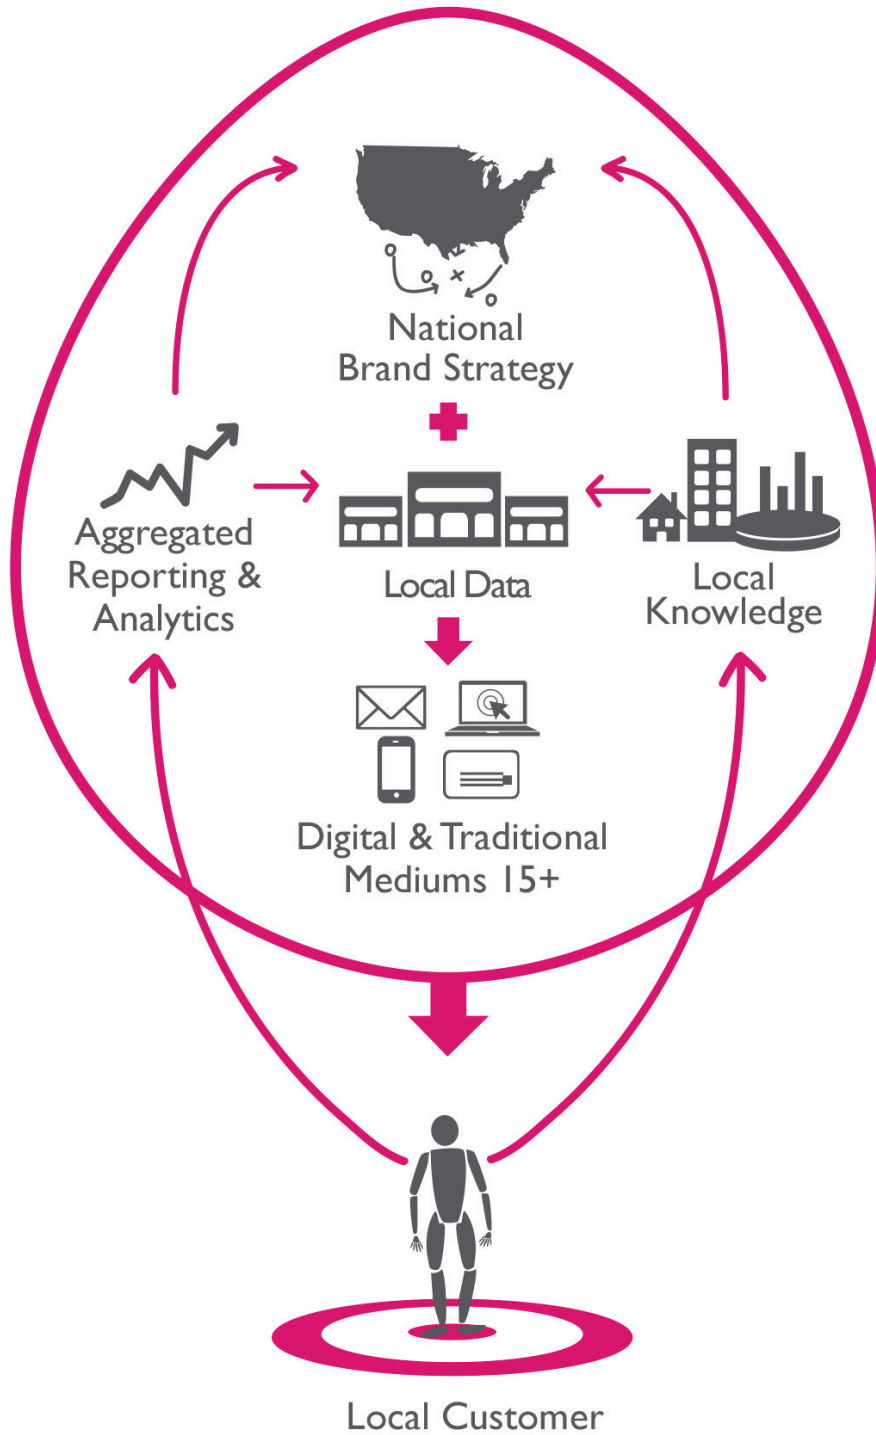 National
Brand Strategy
Aggregated
Reporting &
Analytics
Local Data
Local
Knowledge
Digital & Traditional
Mediums 15+
Local Customer